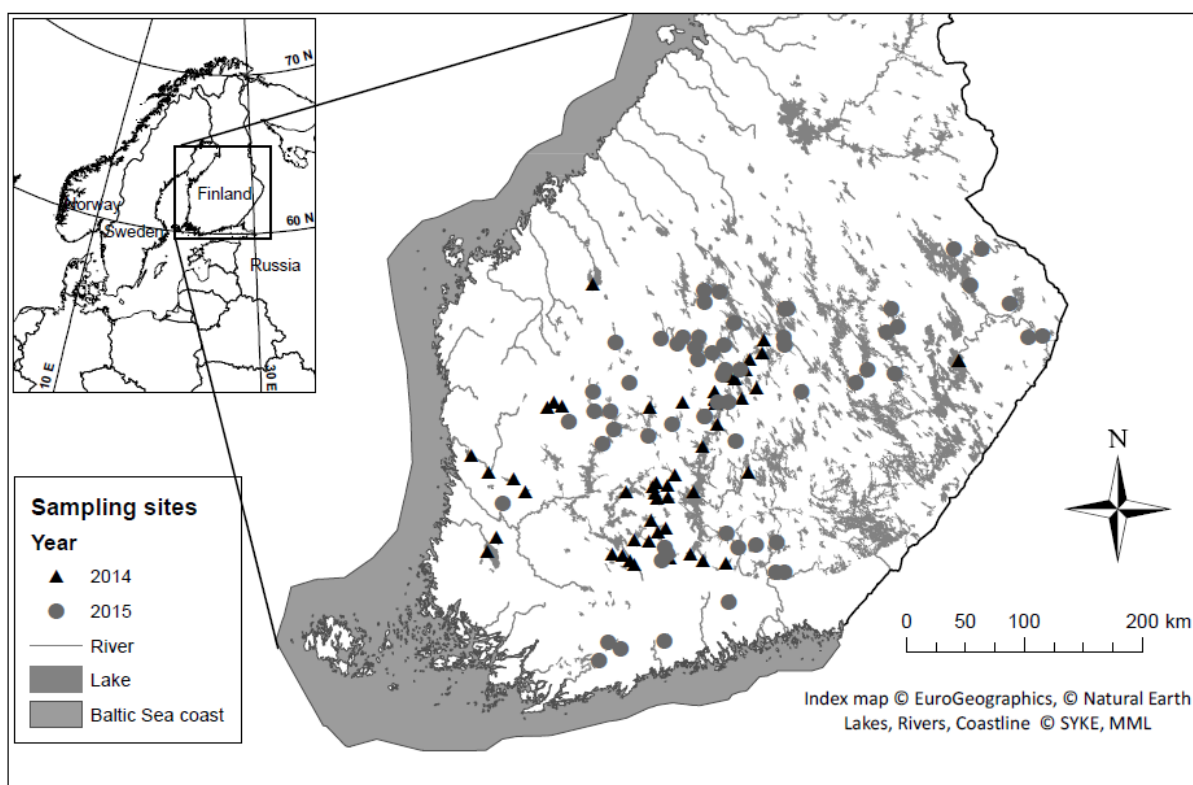 70 N
Norway
Finland
60 N
Sweden
Russia
10 E
30 E
Sampling sites
Year
2014
2015
River
Lake
Baltic Sea coast
N
0 50 100 200 km
Index map © EuroGeographics, © Natural Earth
Lakes, Rivers, Coastline © SYKE, MML